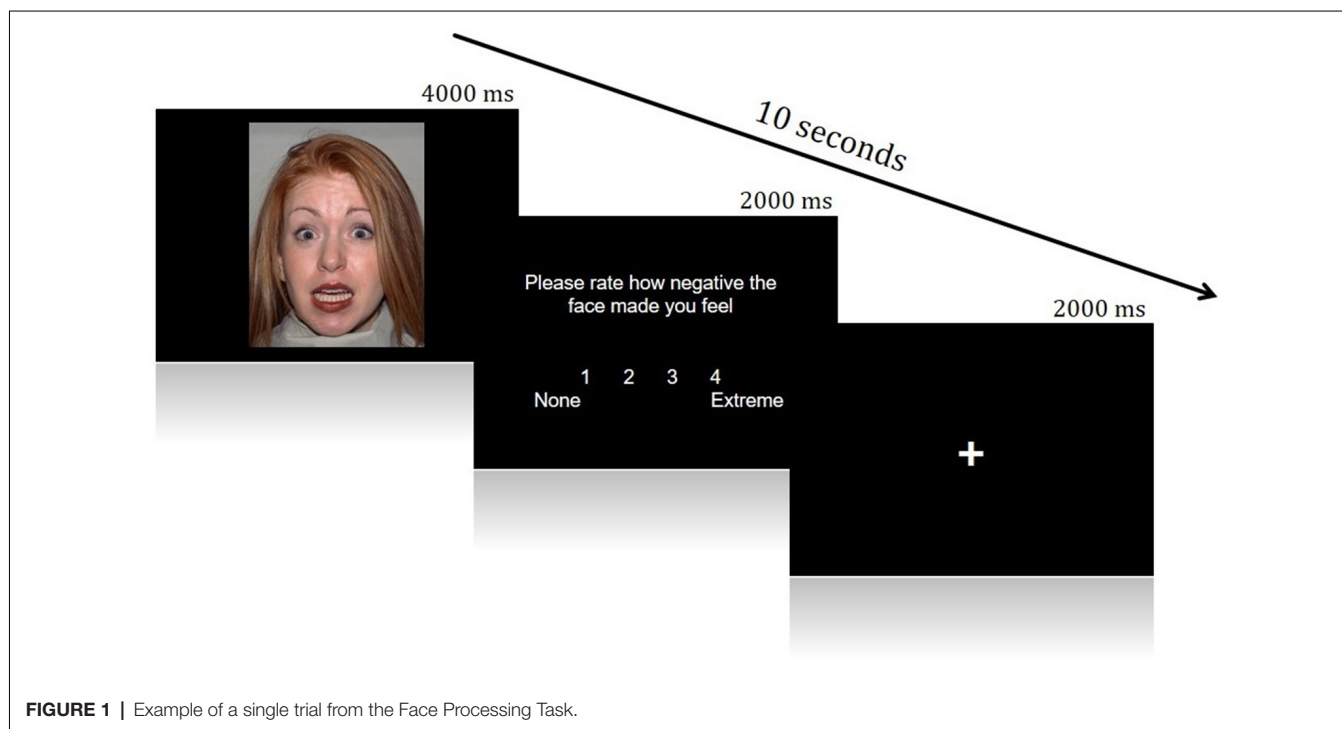 4000 ms
10 seconds
2000 ms
Please rate how negative the
face made you feel
1 2 3 4
None Extreme
2000 ms
+
FIGURE 1 | Example of a single trial from the Face Processing Task.